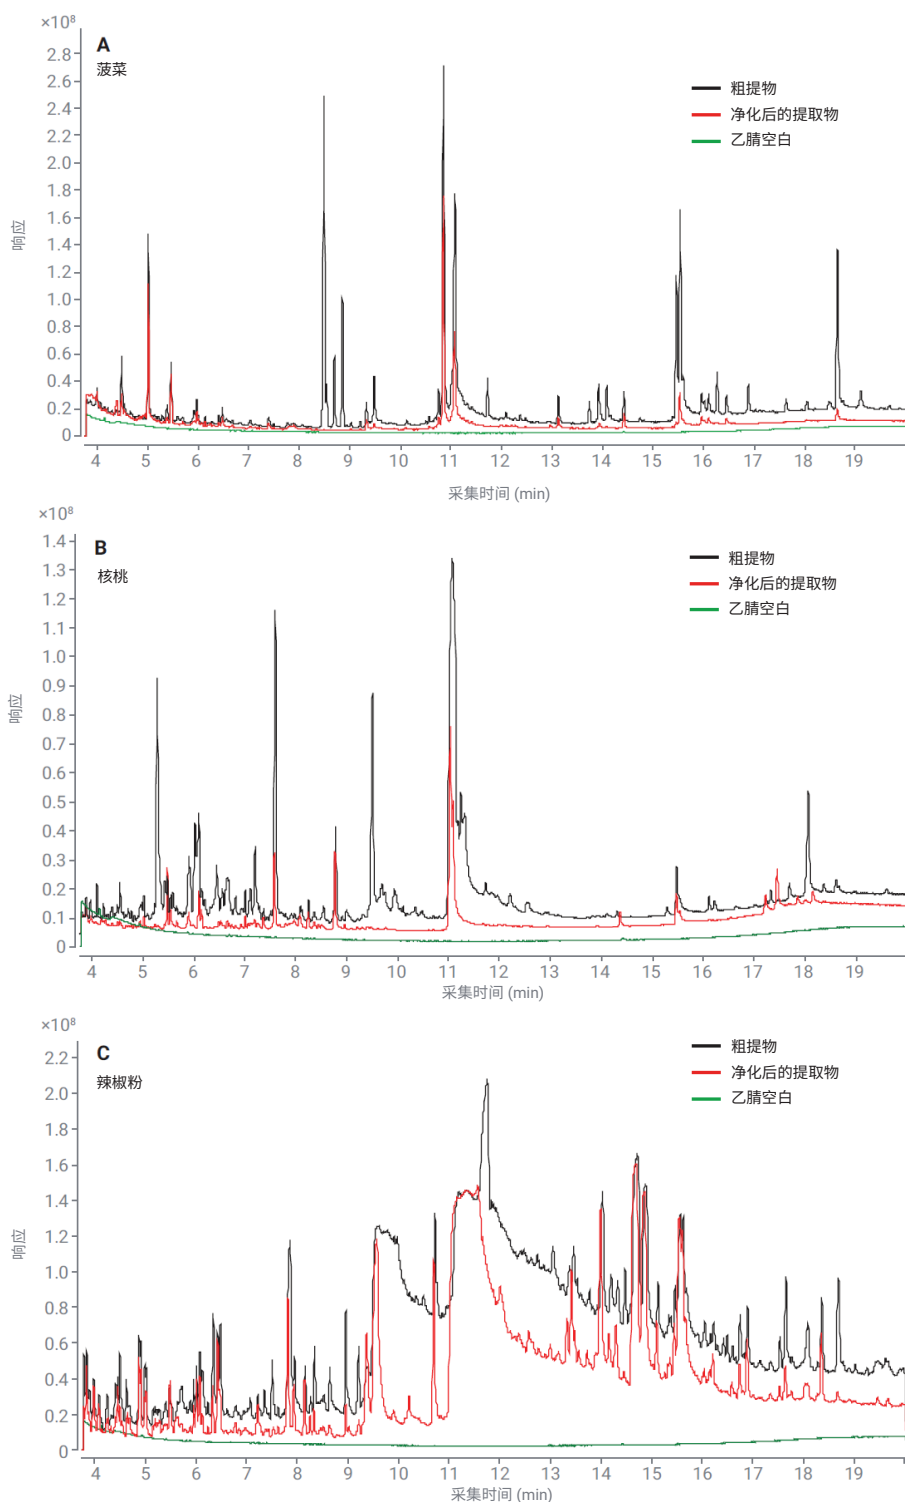 ×10⁸
A
菠菜
粗提物
净化后的提取物
乙腈空白
响应
2.8
2.6
2.4
2.2
2.0
1.8
1.6
1.4
1.2
1.0
0.8
0.6
0.4
0.2
0
4 5 6 7 8 9 10 11 12 13 14 15 16 17 18 19
采集时间 (min)
×10⁸
B
核桃
粗提物
净化后的提取物
乙腈空白
响应
1.4
1.3
1.2
1.1
1.0
0.9
0.8
0.7
0.6
0.5
0.4
0.3
0.2
0.1
0
4 5 6 7 8 9 10 11 12 13 14 15 16 17 18 19
采集时间 (min)
×10⁸
C
辣椒粉
粗提物
净化后的提取物
乙腈空白
响应
2.2
2.0
1.8
1.6
1.4
1.2
1.0
0.8
0.6
0.4
0.2
0
4 5 6 7 8 9 10 11 12 13 14 15 16 17 18 19
采集时间 (min)